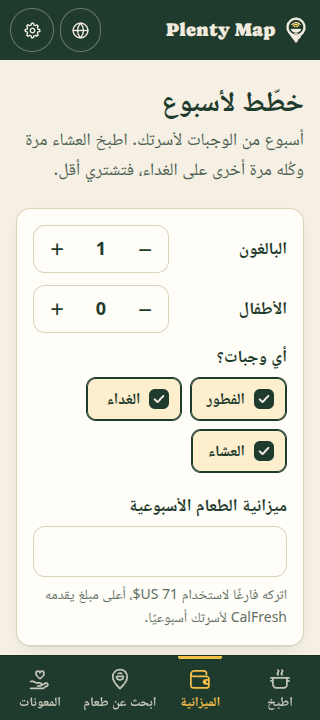 Plenty Map
خطّط لأسبوع
أسبوع من الوجبات لأسرتك. اطبخ العشاء مرة
وكُله مرة أخرى على الغداء، فتشتري أقل.
البالغون
− 1 +
الأطفال
− 0 +
أي وجبات؟
الفطور
الغداء
العشاء
ميزانية الطعام الأسبوعية
اتركه فارغًا لاستخدام 71 US$، أعلى مبلغ يقدمه
CalFresh لأسرتك أسبوعيًا.
اطبخ
الميزانية
ابحث عن طعام
المعونات